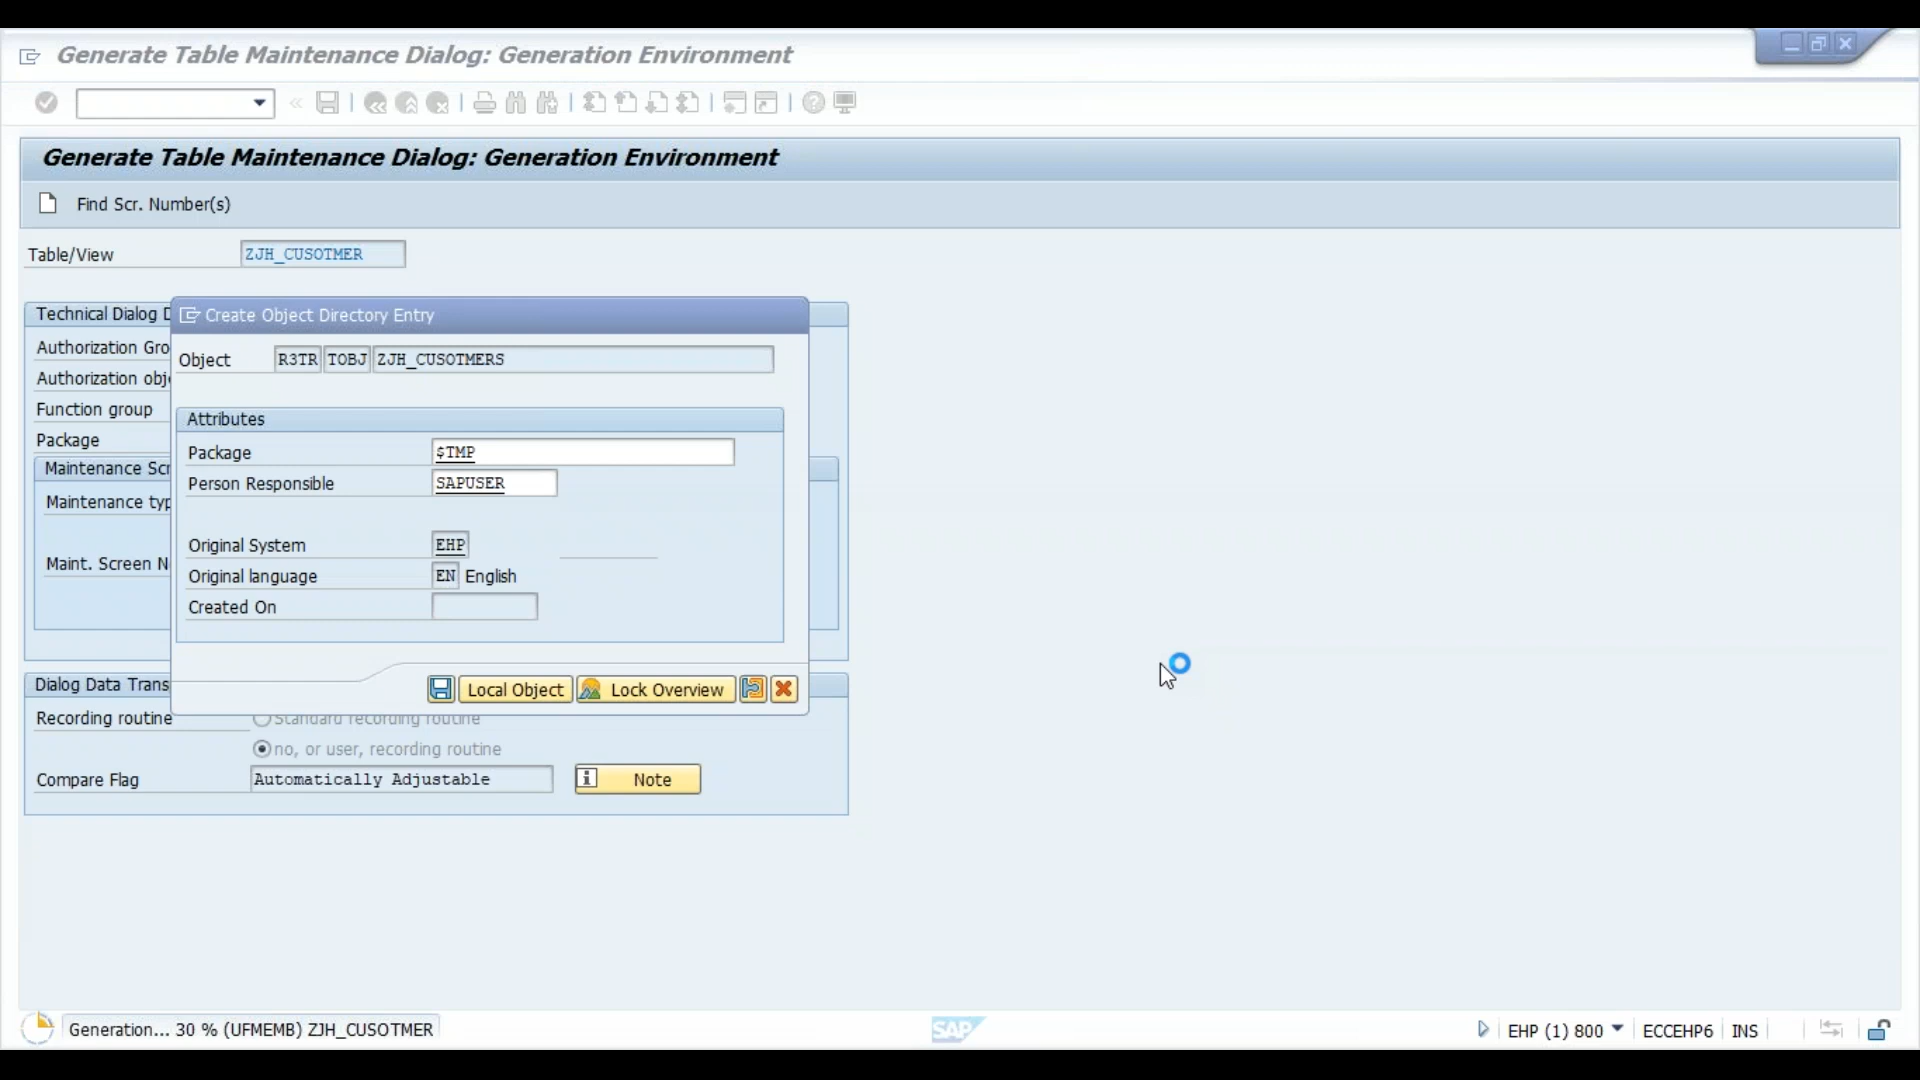 Generate Table Maintenance Dialog: Generation Environment
Generate Table Maintenance Dialog: Generation Environment
Find Scr. Number(s)
Table/View ZJH_CUSOTMER
Technical Dialog D
Create Object Directory Entry
Authorization Gro
Object R3TR TOBJ ZJH_CUSOTMERS
Authorization obj
Function group
Attributes
Package
Package $TMP
Maintenance Scr
Person Responsible SAPUSER
Maintenance typ
Original System EHP
Maint. Screen N
Original language EN English
Created On
Dialog Data Trans
Local Object Lock Overview
Recording routine Standard recording routine
no, or user, recording routine
Compare Flag Automatically Adjustable Note
Generation... 30 % (UFMEMB) ZJH_CUSOTMER SAP EHP (1) 800 ECCEHP6 INS